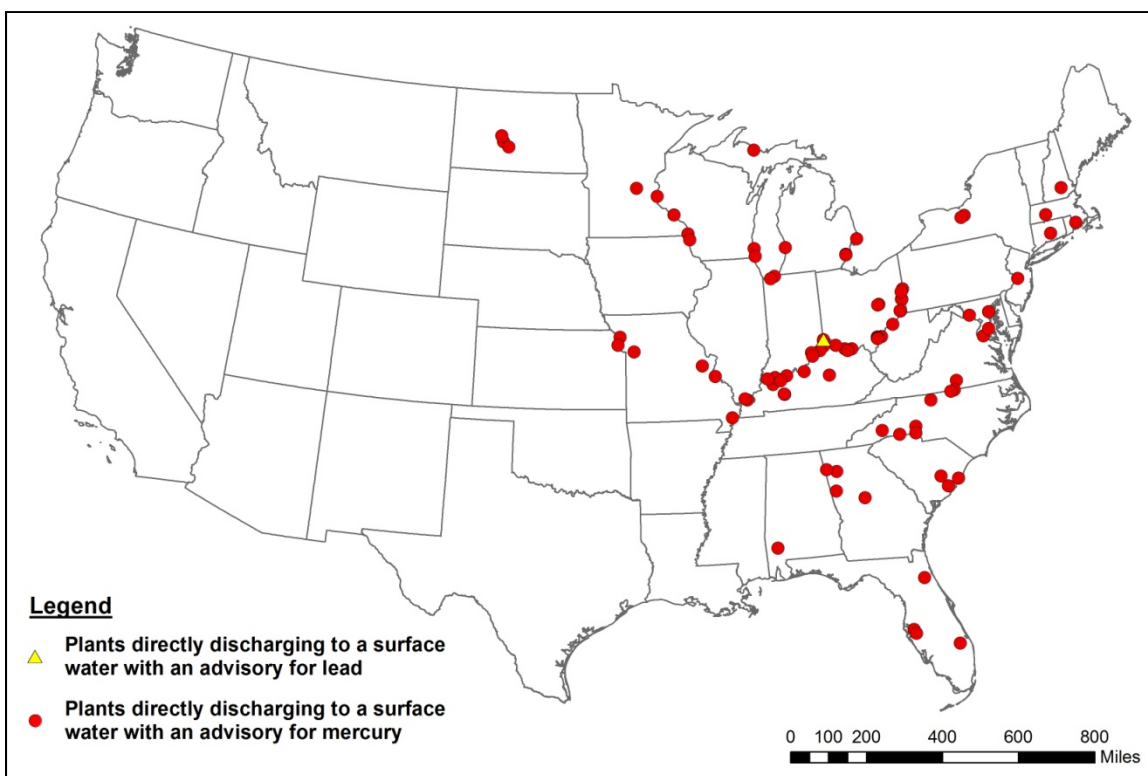 Legend
Plants directly discharging to a surface
water with an advisory for lead
Plants directly discharging to a surface
water with an advisory for mercury
0 100 200 400 600 800
Miles